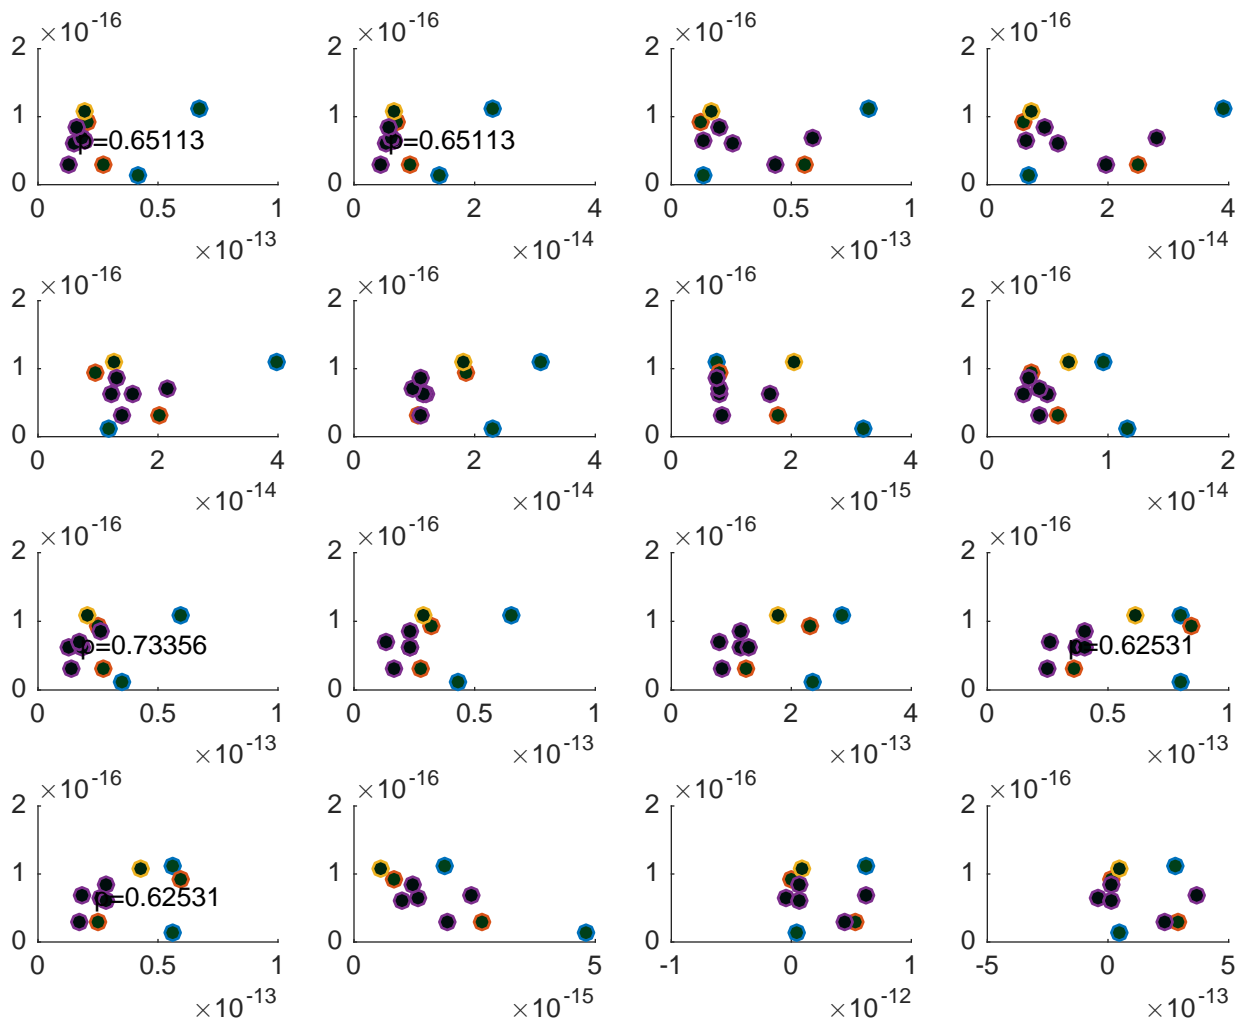 ×10-16 ×10-16 ×10-16 ×10-16
2 2 2 2
1 1 1 1
ρ=0.65113 ρ=0.65113
0 0 0 0
0 0.5 1 0 2 4 0 0.5 1 0 2 4
×10-13 ×10-14 ×10-13 ×10-14
×10-16 ×10-16 ×10-16 ×10-16
2 2 2 2
1 1 1 1
0 0 0 0
0 2 4 0 2 4 0 2 4 0 1 2
×10-14 ×10-14 ×10-15 ×10-14
×10-16 ×10-16 ×10-16 ×10-16
2 2 2 2
1 1 1 1
ρ=0.73356 ρ=0.62531
0 0 0 0
0 0.5 1 0 0.5 1 0 2 4 0 0.5 1
×10-13 ×10-13 ×10-13 ×10-13
×10-16 ×10-16 ×10-16 ×10-16
2 2 2 2
1 1 1 1
ρ=0.62531
0 0 0 0
0 0.5 1 0 5 -1 0 1 -5 0 5
×10-13 ×10-15 ×10-12 ×10-13